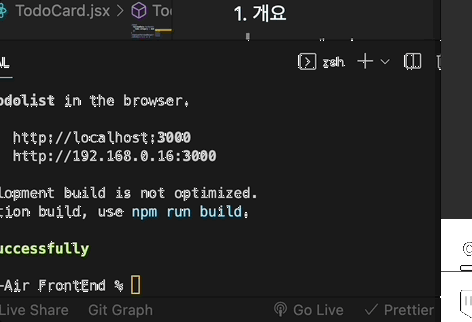 TodoCard.jsx
1. 개요
zsh
odolist in the browser.
http://localhost:3000
http://192.168.0.16:3000
lopment build is not optimized.
tion build, use npm run build.
uccessfully
-Air FrontEnd %
Live Share Git Graph Go Live Prettier